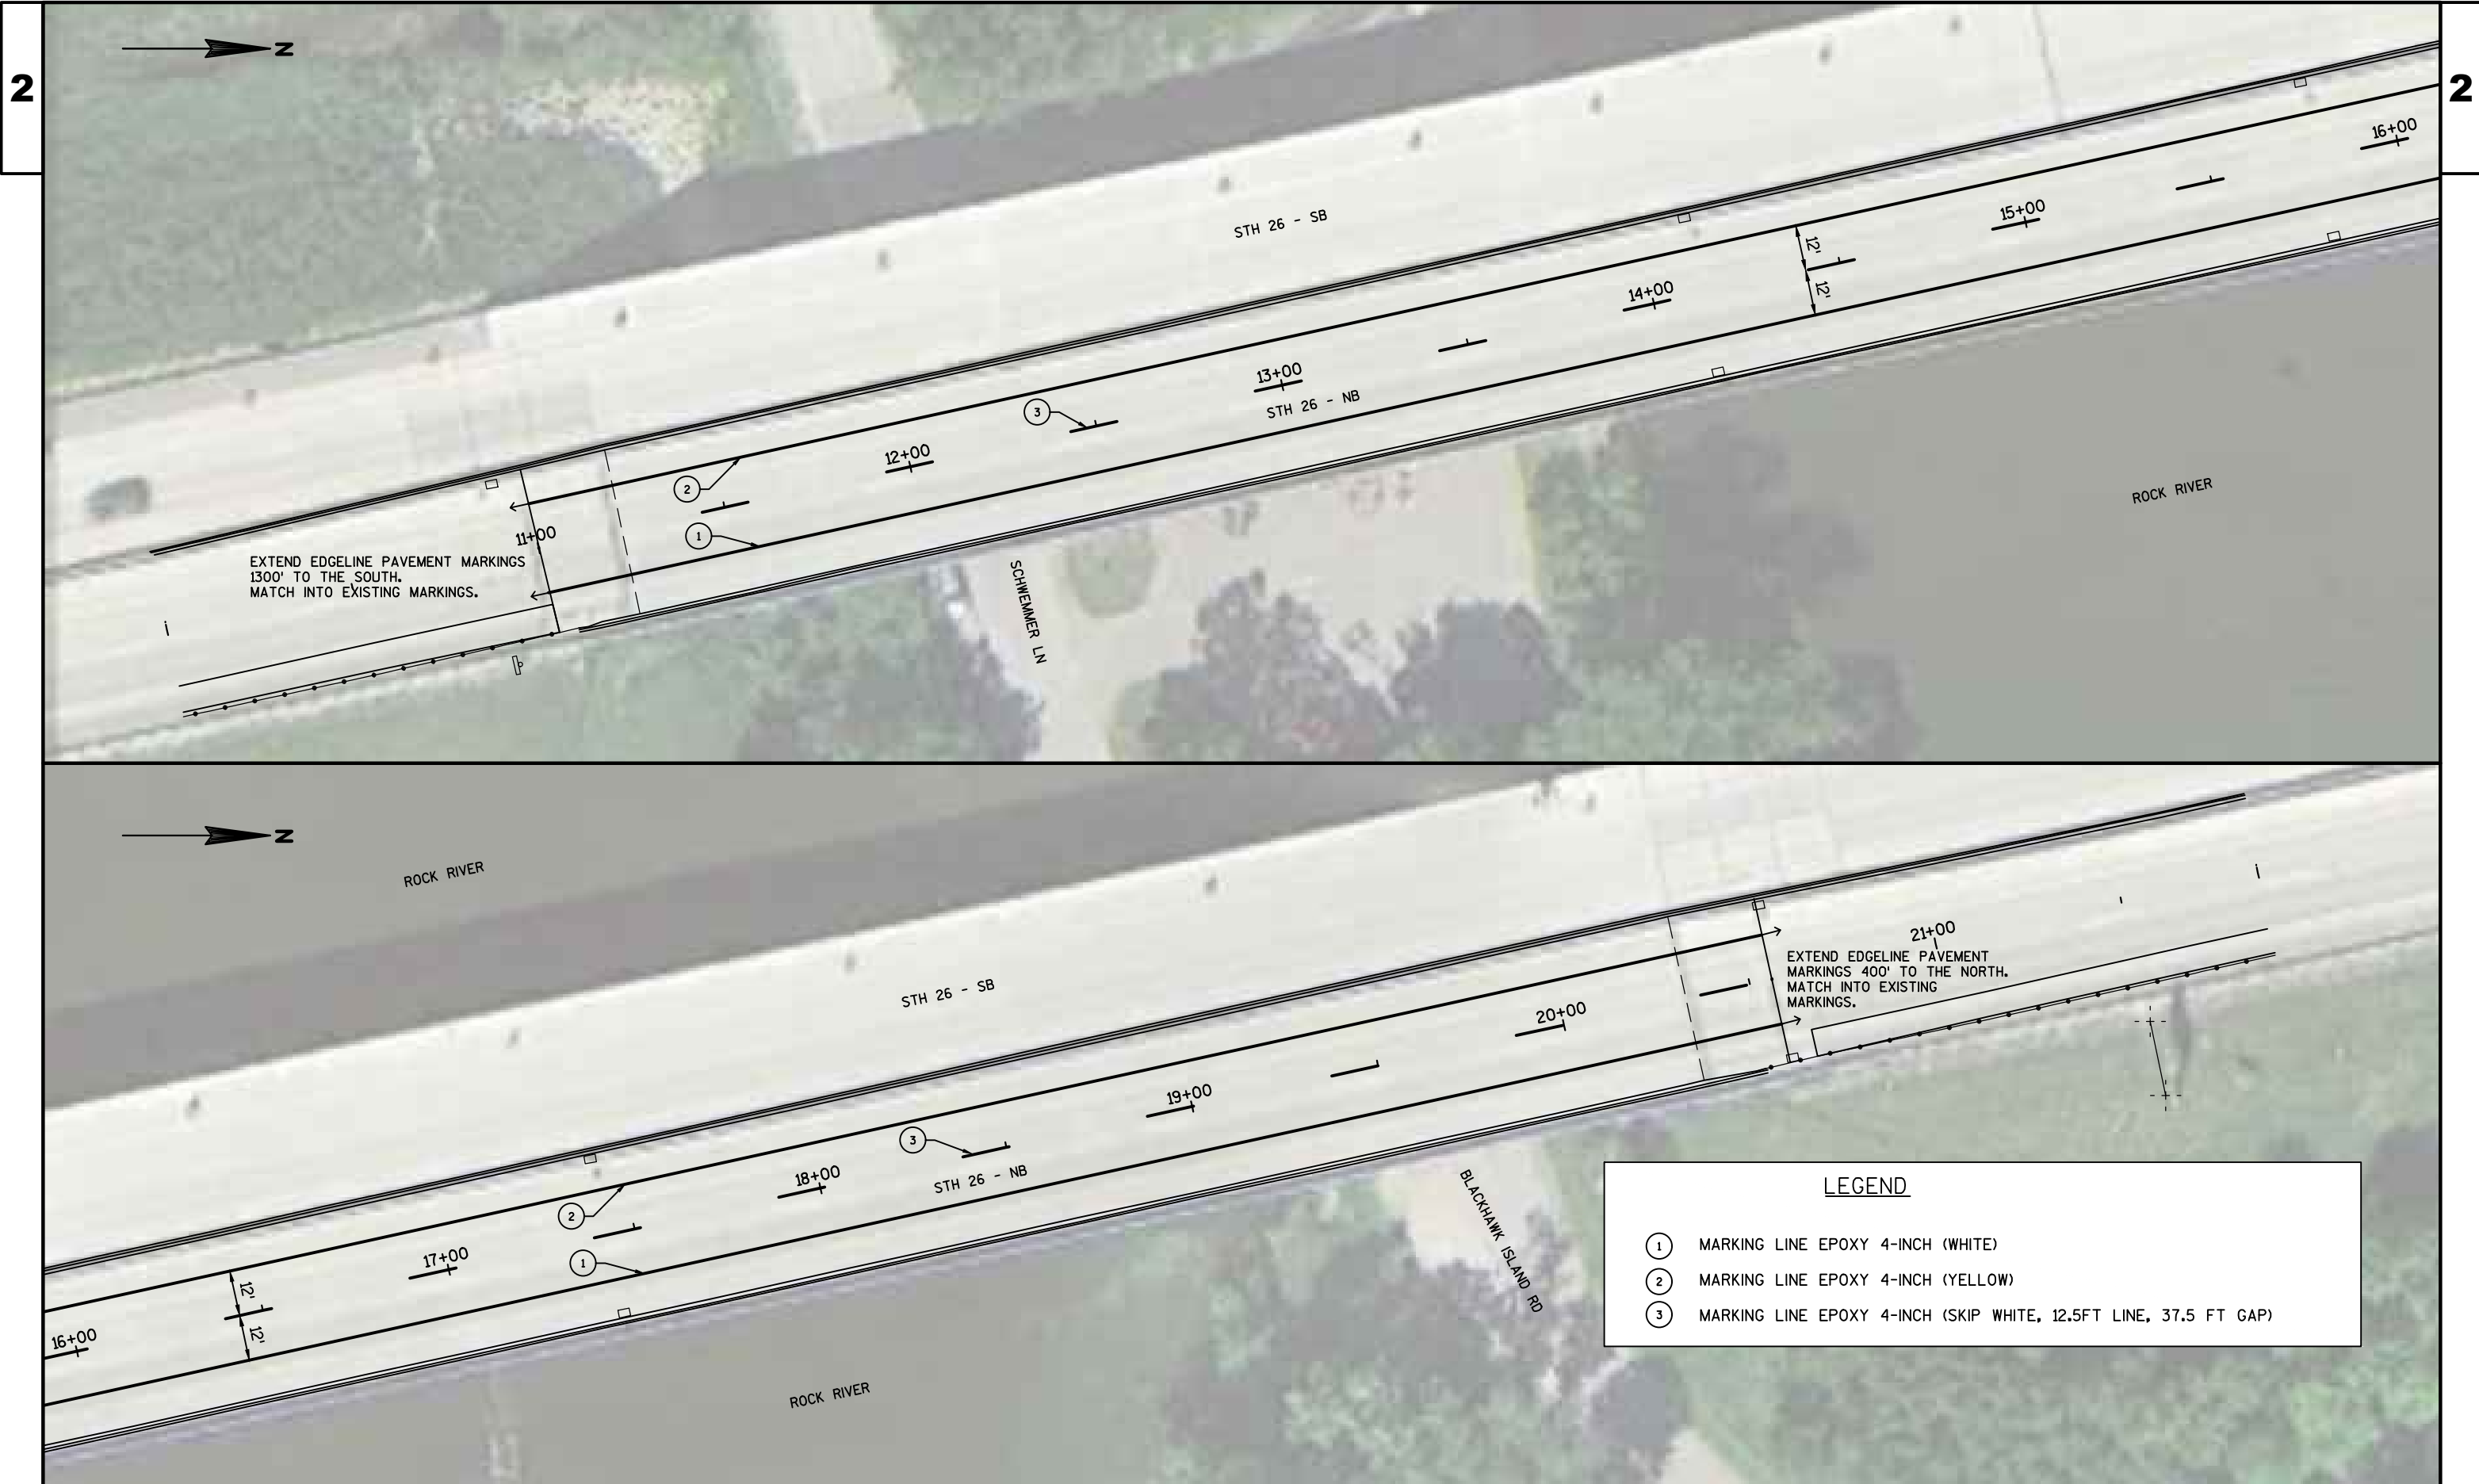 2
2
N
STH 26 - SB
16+00
15+00
12'
12'
14+00
13+00
STH 26 - NB
3
12+00
2
1
11+00
EXTEND EDGELINE PAVEMENT MARKINGS
1300' TO THE SOUTH.
MATCH INTO EXISTING MARKINGS.
SCHWEMMER LN
ROCK RIVER
N
ROCK RIVER
STH 26 - SB
21+00
EXTEND EDGELINE PAVEMENT
MARKINGS 400' TO THE NORTH.
MATCH INTO EXISTING
MARKINGS.
20+00
19+00
3
18+00
STH 26 - NB
2
17+00
1
12'
12'
16+00
ROCK RIVER
BLACKHAWK ISLAND RD
LEGEND
1 MARKING LINE EPOXY 4-INCH (WHITE)
2 MARKING LINE EPOXY 4-INCH (YELLOW)
3 MARKING LINE EPOXY 4-INCH (SKIP WHITE, 12.5FT LINE, 37.5 FT GAP)